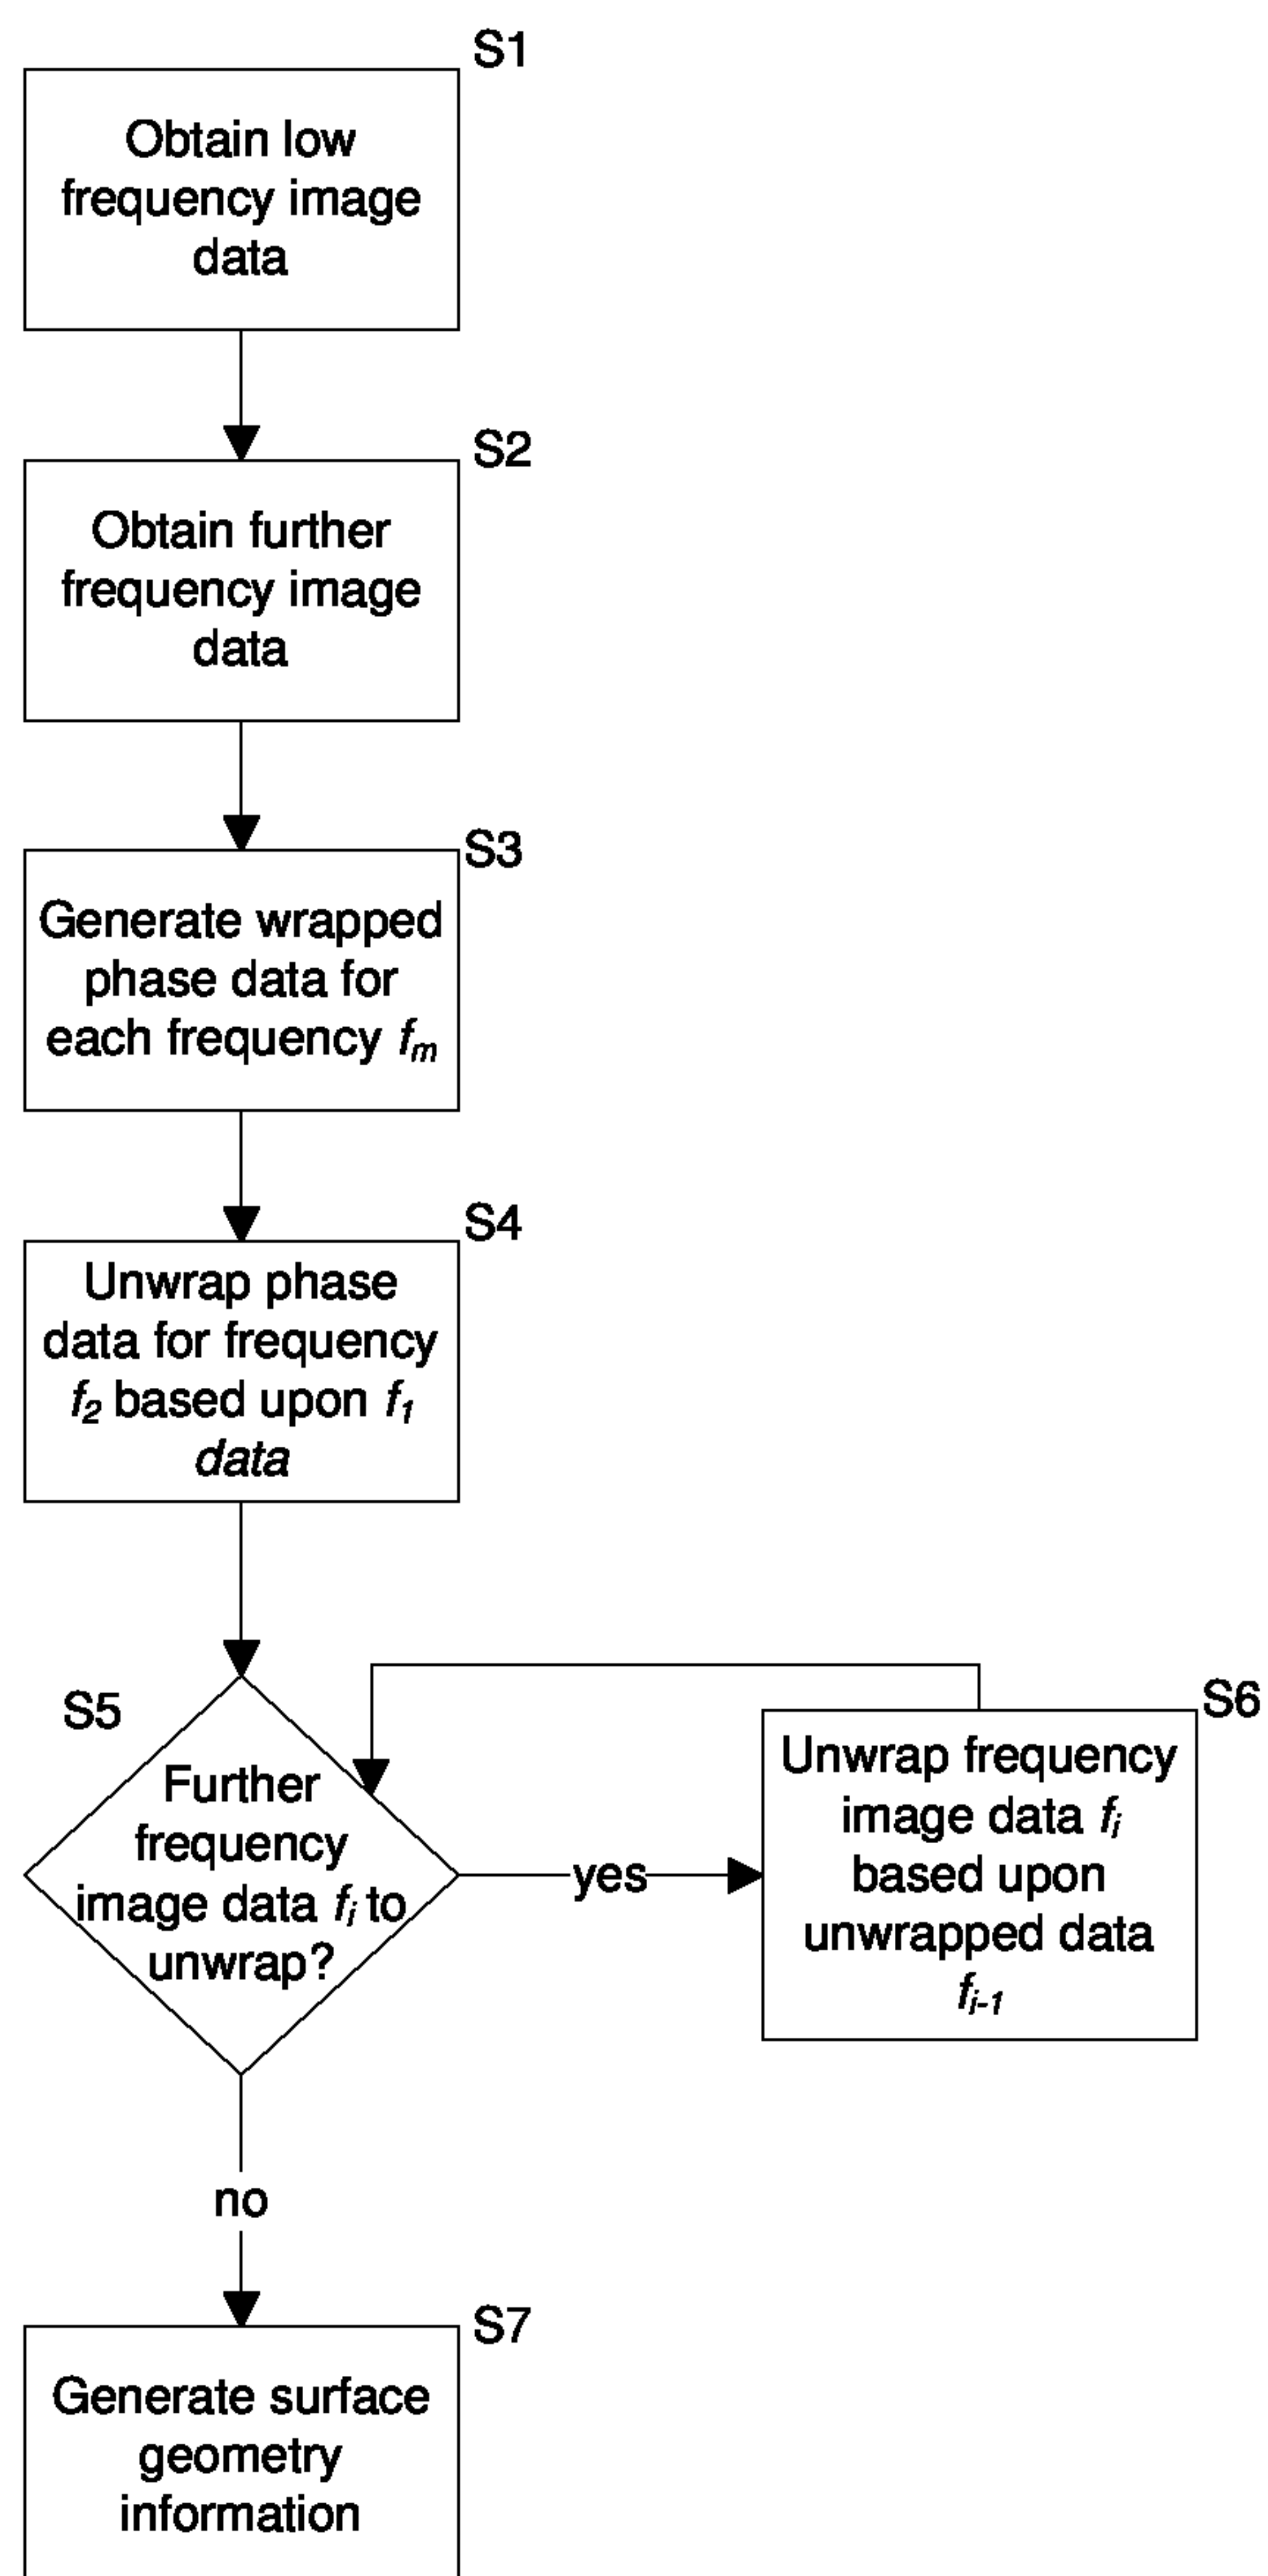 S1
Obtain low
frequency image
data
S2
Obtain further
frequency image
data
S3
Generate wrapped
phase data for
each frequency fm
S4
Unwrap phase
data for frequency
f2 based upon f1
data
S5
Further
frequency
image data fi to
unwrap?
yes
S6
Unwrap frequency
image data fi
based upon
unwrapped data
fi-1
no
S7
Generate surface
geometry
information